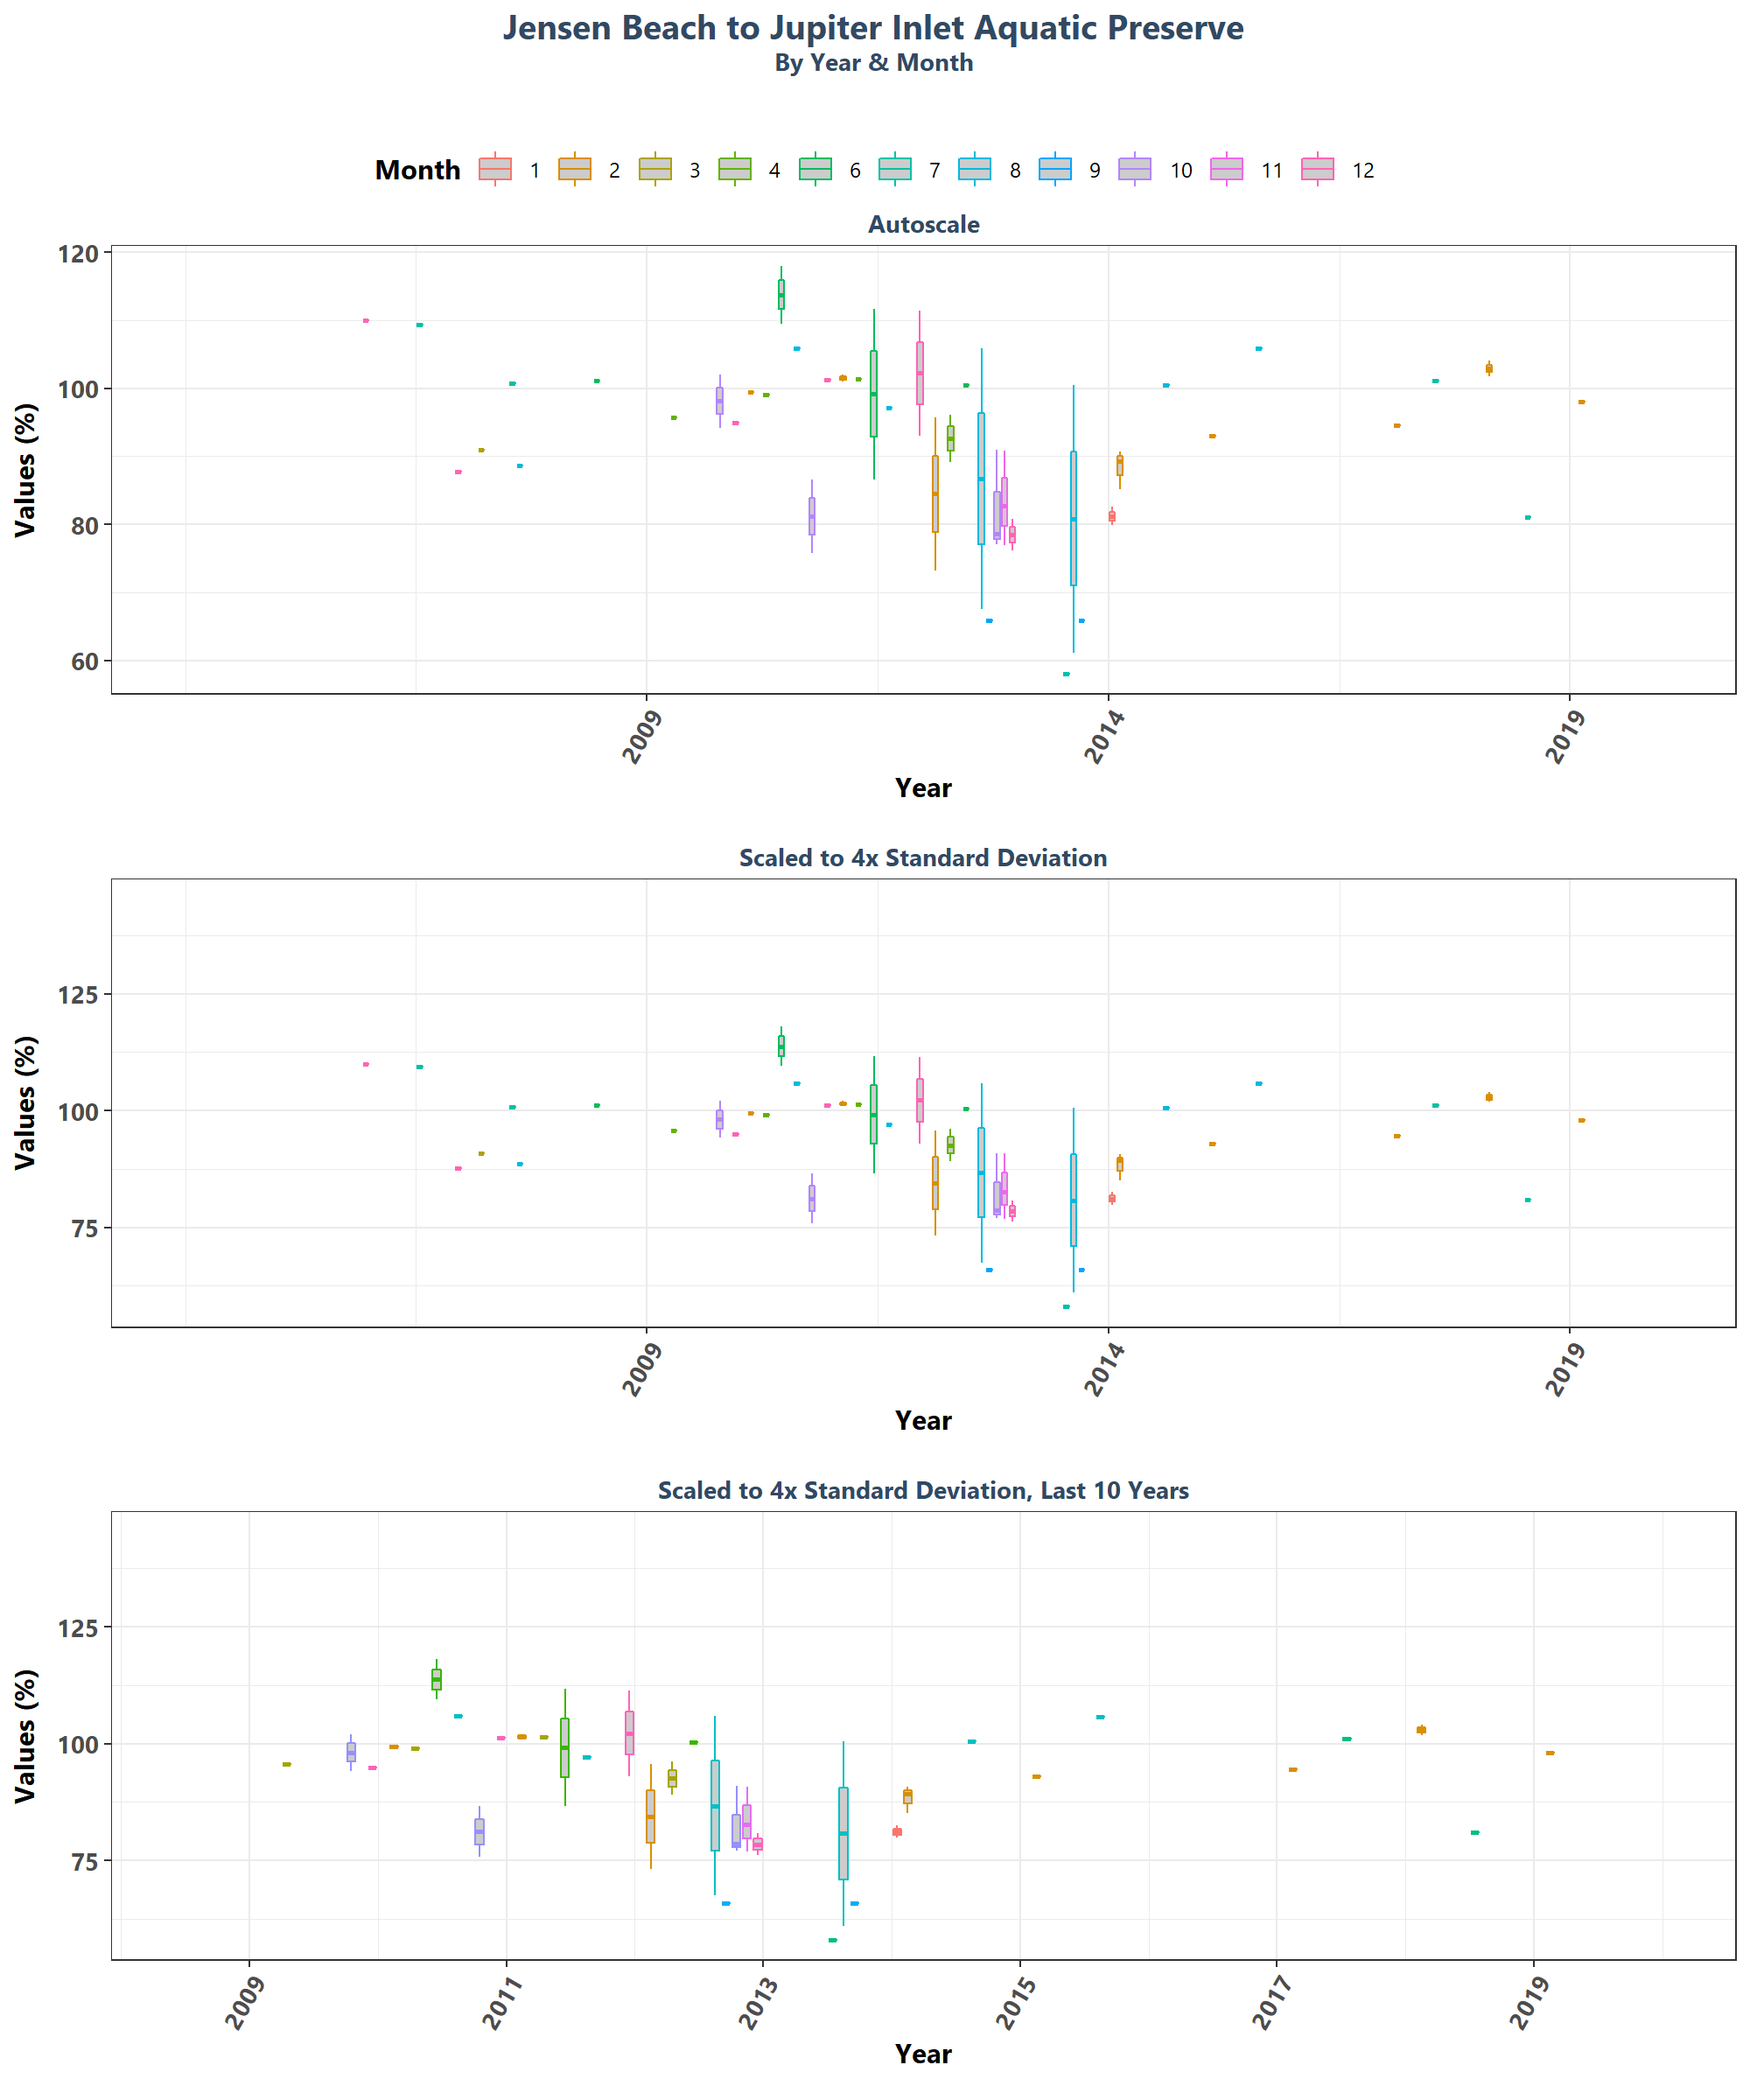 Jensen Beach to Jupiter Inlet Aquatic Preserve
By Year & Month
Month 1 2 3 4 6 7 8 9 10 11 12
Autoscale
Values (%)
120
100
80
60
2009 2014 2019
Year
Scaled to 4x Standard Deviation
Values (%)
125
100
75
2009 2014 2019
Year
Scaled to 4x Standard Deviation, Last 10 Years
Values (%)
125
100
75
2009 2011 2013 2015 2017 2019
Year